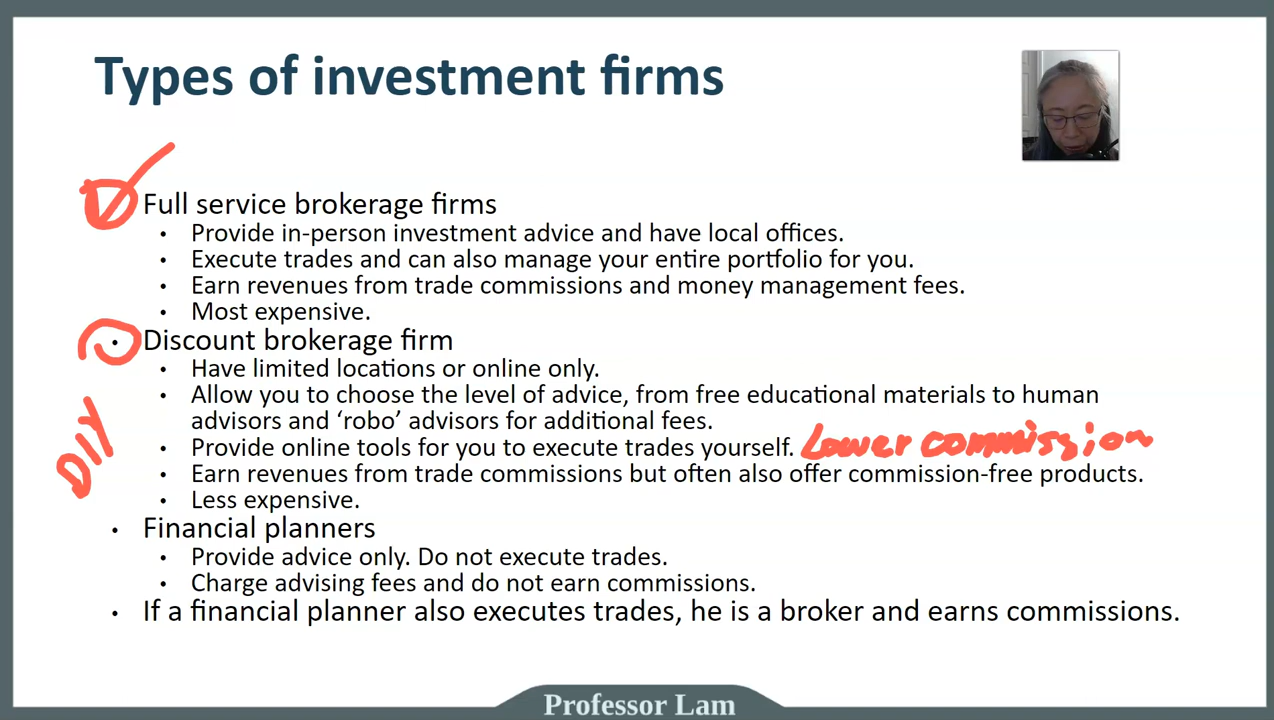 Types of investment firms
Full service brokerage firms
• Provide in-person investment advice and have local offices.
• Execute trades and can also manage your entire portfolio for you.
• Earn revenues from trade commissions and money management fees.
• Most expensive.
• Discount brokerage firm
• Have limited locations or online only.
• Allow you to choose the level of advice, from free educational materials to human
advisors and ‘robo’ advisors for additional fees.
DIY
• Provide online tools for you to execute trades yourself. Lower commission
• Earn revenues from trade commissions but often also offer commission-free products.
• Less expensive.
• Financial planners
• Provide advice only. Do not execute trades.
• Charge advising fees and do not earn commissions.
• If a financial planner also executes trades, he is a broker and earns commissions.
Professor Lam